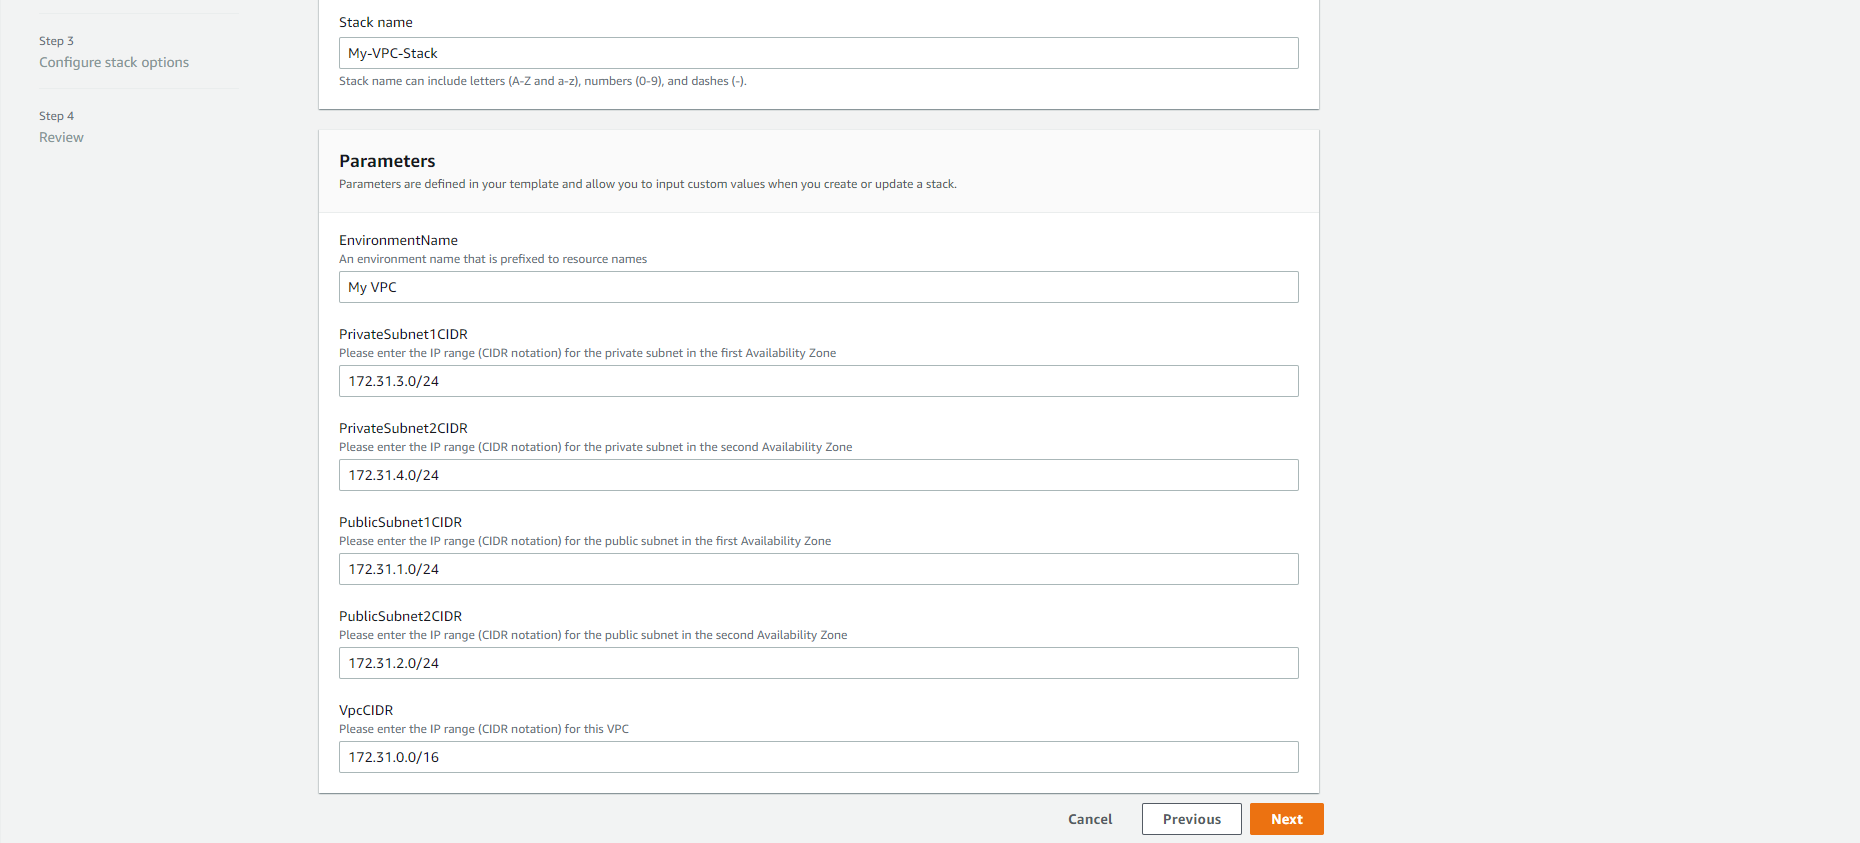 Step 3
Configure stack options
Step 4
Review
Stack name
My-VPC-Stack
Stack name can include letters (A-Z and a-z), numbers (0-9), and dashes (-).
Parameters
Parameters are defined in your template and allow you to input custom values when you create or update a stack.
EnvironmentName
An environment name that is prefixed to resource names
My VPC
PrivateSubnet1CIDR
Please enter the IP range (CIDR notation) for the private subnet in the first Availability Zone
172.31.3.0/24
PrivateSubnet2CIDR
Please enter the IP range (CIDR notation) for the private subnet in the second Availability Zone
172.31.4.0/24
PublicSubnet1CIDR
Please enter the IP range (CIDR notation) for the public subnet in the first Availability Zone
172.31.1.0/24
PublicSubnet2CIDR
Please enter the IP range (CIDR notation) for the public subnet in the second Availability Zone
172.31.2.0/24
VpcCIDR
Please enter the IP range (CIDR notation) for this VPC
172.31.0.0/16
Cancel Previous Next